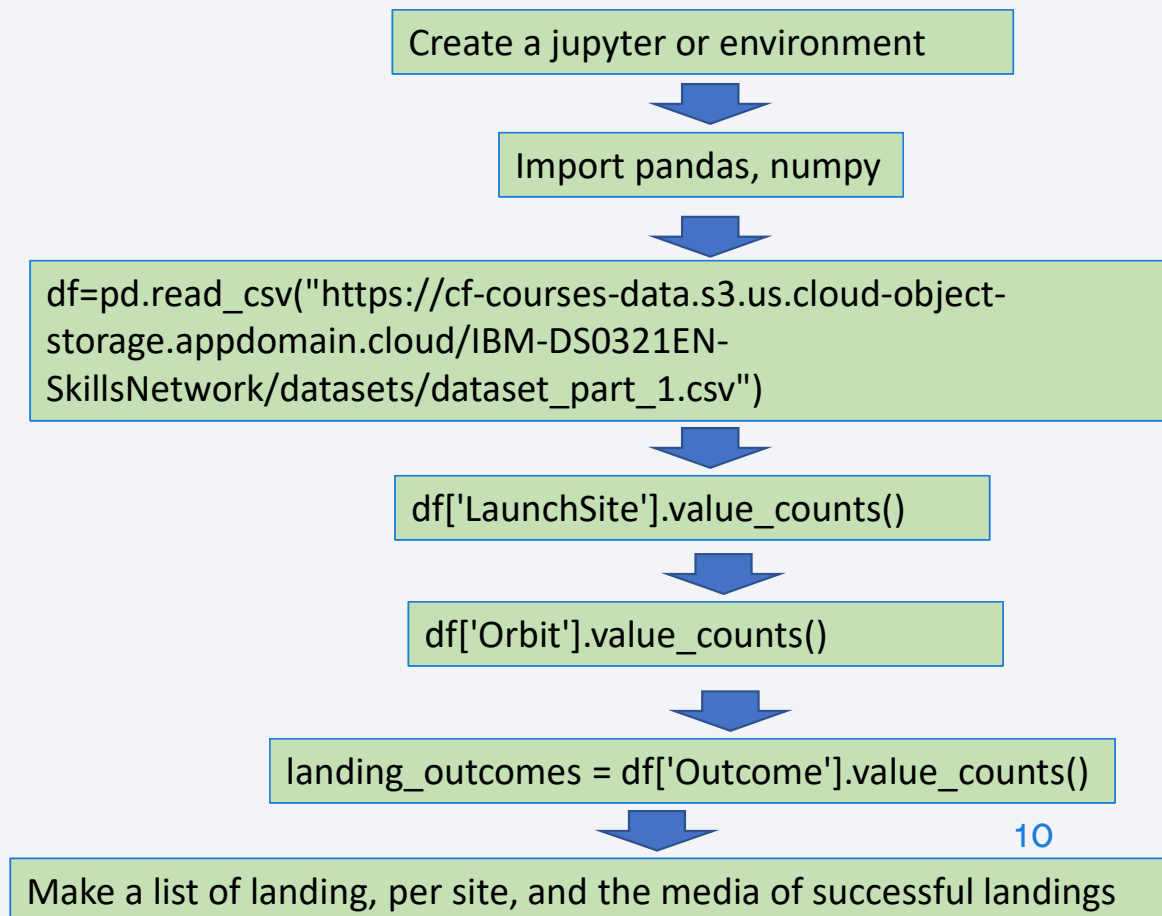 Create a jupyter or environment
Import pandas, numpy
df=pd.read_csv("https://cf-courses-data.s3.us.cloud-object-
storage.appdomain.cloud/IBM-DS0321EN-
SkillsNetwork/datasets/dataset_part_1.csv")
df['LaunchSite'].value_counts()
df['Orbit'].value_counts()
landing_outcomes = df['Outcome'].value_counts()
10
Make a list of landing, per site, and the media of successful landings